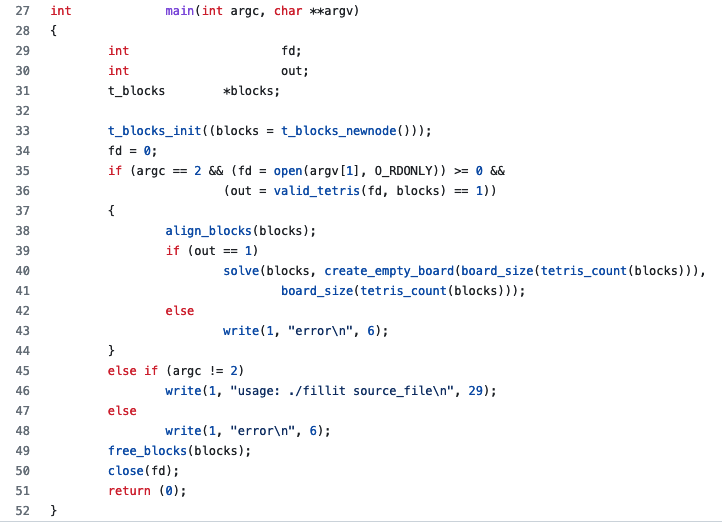 27 int main(int argc, char **argv)
28 {
29 int fd;
30 int out;
31 t_blocks *blocks;
32
33 t_blocks_init((blocks = t_blocks_newnode()));
34 fd = 0;
35 if (argc == 2 && (fd = open(argv[1], O_RDONLY)) >= 0 &&
36 (out = valid_tetris(fd, blocks) == 1))
37 {
38 align_blocks(blocks);
39 if (out == 1)
40 solve(blocks, create_empty_board(board_size(tetris_count(blocks))),
41 board_size(tetris_count(blocks)));
42 else
43 write(1, "error\n", 6);
44 }
45 else if (argc != 2)
46 write(1, "usage: ./fillit source_file\n", 29);
47 else
48 write(1, "error\n", 6);
49 free_blocks(blocks);
50 close(fd);
51 return (0);
52 }